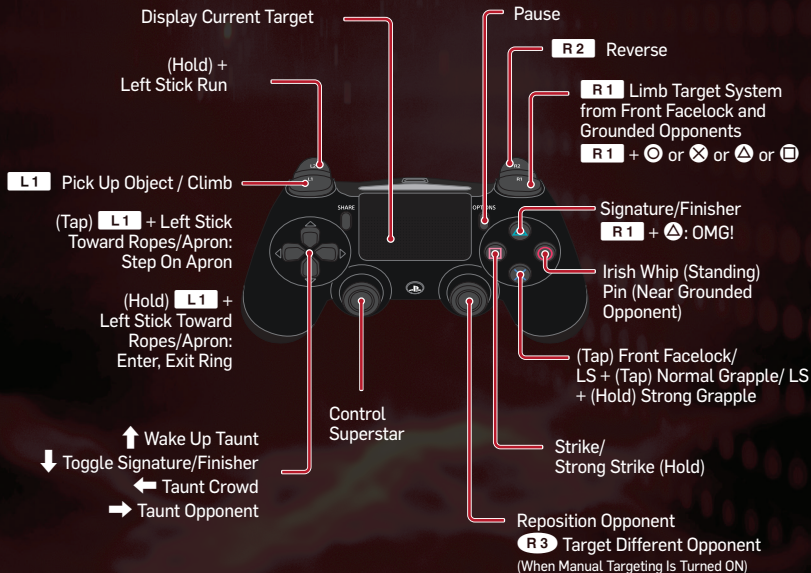 Display Current Target
Pause
R2 Reverse
(Hold) +
Left Stick Run
R1 Limb Target System
from Front Facelock and
Grounded Opponents
R1 + Ⓞ or ⓧ or △ or □
L1 Pick Up Object / Climb
(Tap) L1 + Left Stick
Toward Ropes/Apron:
Step On Apron
(Hold) L1 +
Left Stick Toward
Ropes/Apron:
Enter, Exit Ring
L2
L1
SHARE
OPTIONS
R2
R1
Signature/Finisher
R1 + △: OMG!
Irish Whip (Standing)
Pin (Near Grounded
Opponent)
(Tap) Front Facelock/
LS + (Tap) Normal Grapple/ LS
+ (Hold) Strong Grapple
Control
Superstar
↑ Wake Up Taunt
↓ Toggle Signature/Finisher
← Taunt Crowd
→ Taunt Opponent
Strike/
Strong Strike (Hold)
Reposition Opponent
R3 Target Different Opponent
(When Manual Targeting Is Turned ON)